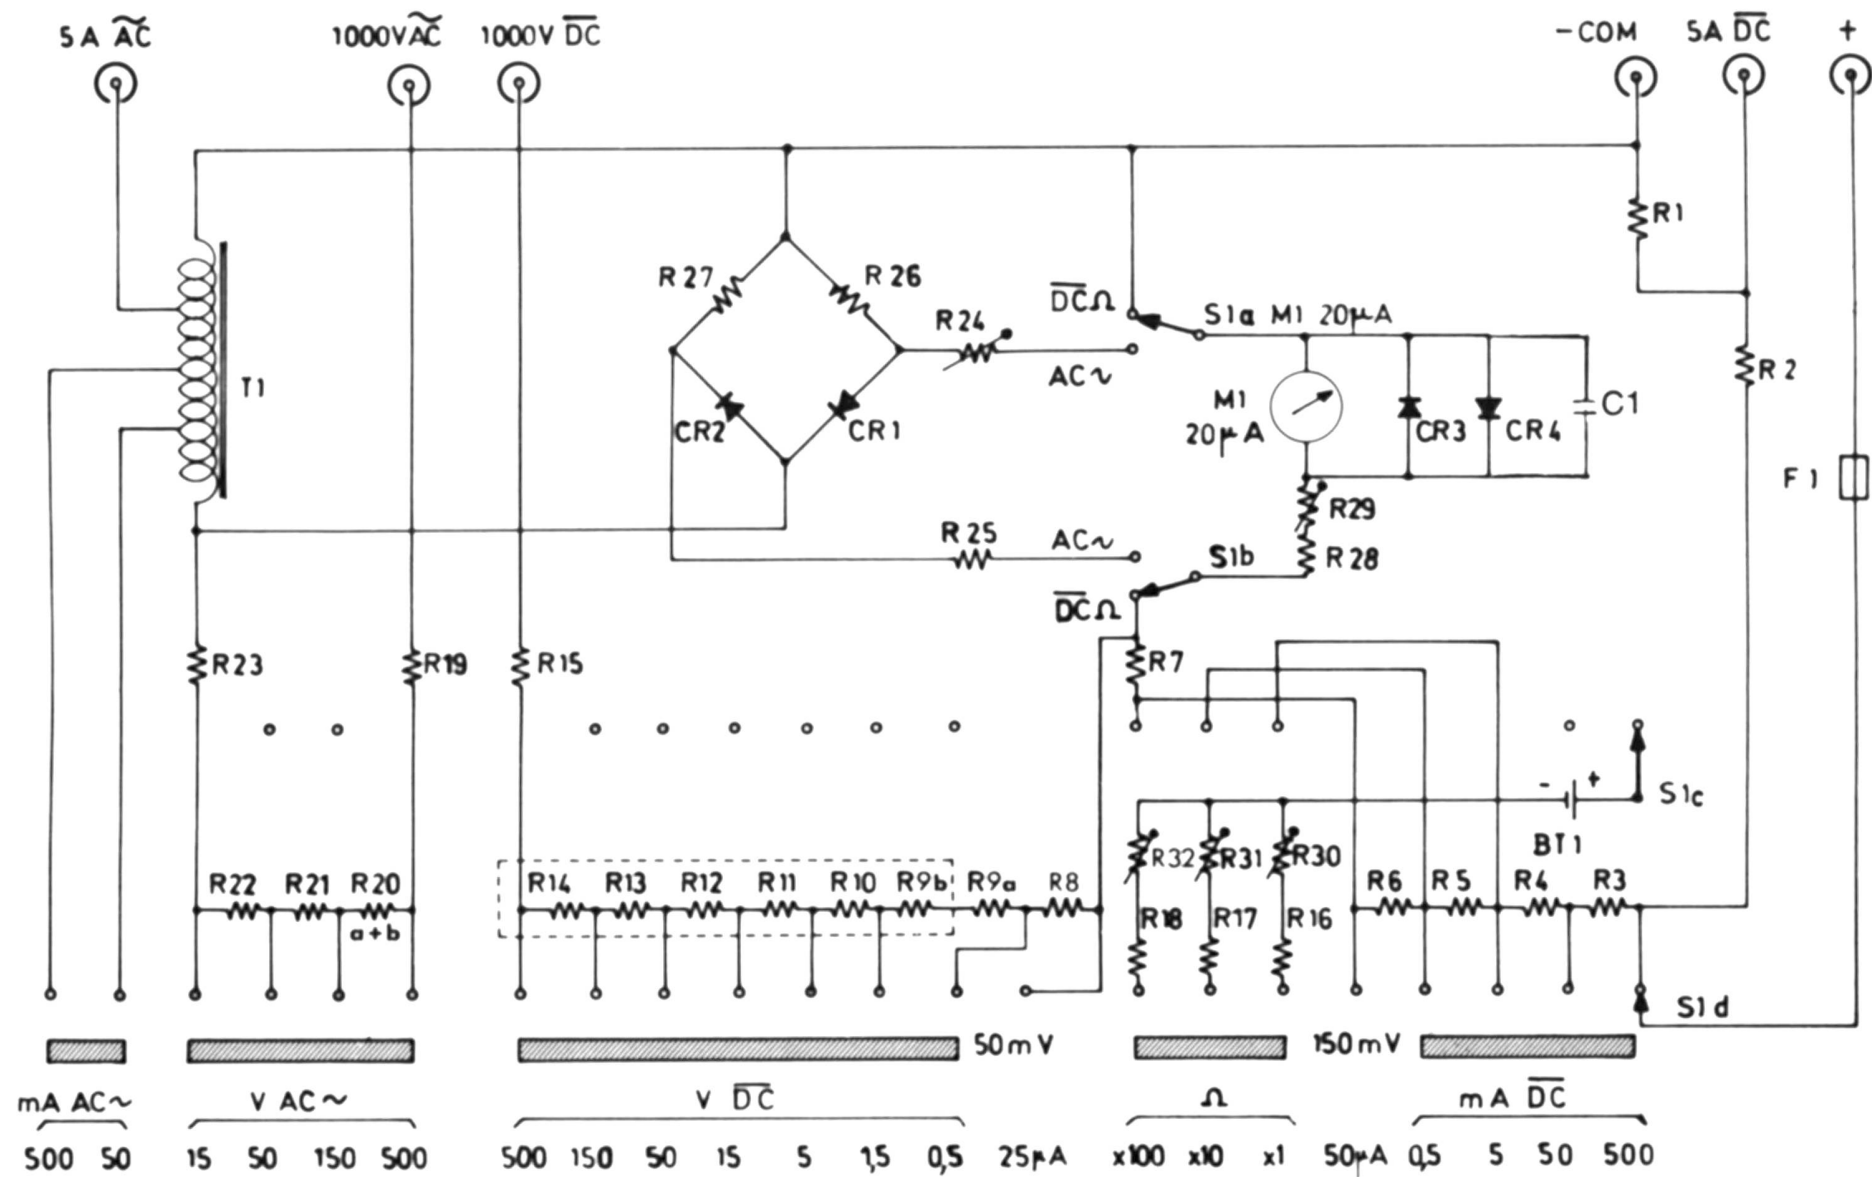 5A AC 1000V AC 1000V DC -COM 5A DC +
R1
R27 R26
DCΩ S1a M1 20µA
R24
R2
AC~
T1
M1 20µA
C1
CR2 CR1 CR3 CR4
F1
R29
R25 AC~
S1b R28
DCΩ
R23 R19 R15 R7
- + S1c
BT1
R32 R31 R30
R22 R21 R20 R14 R13 R12 R11 R10 R9b R9a R8 R6 R5 R4 R3
a+b
R18 R17 R16
S1d
50mV 150mV
mA AC~ V AC~ V DC Ω mA DC
500 50 15 50 150 500 500 150 50 15 5 1,5 0,5 25µA x100 x10 x1 50µA 0,5 5 50 500